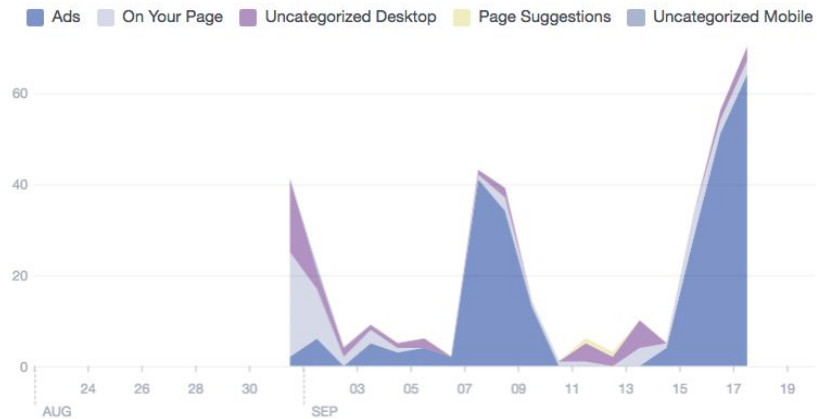 Ads On Your Page Uncategorized Desktop Page Suggestions Uncategorized Mobile
60
40
20
0
24 26 28 30 03 05 07 09 11 13 15 17 19
AUG SEP